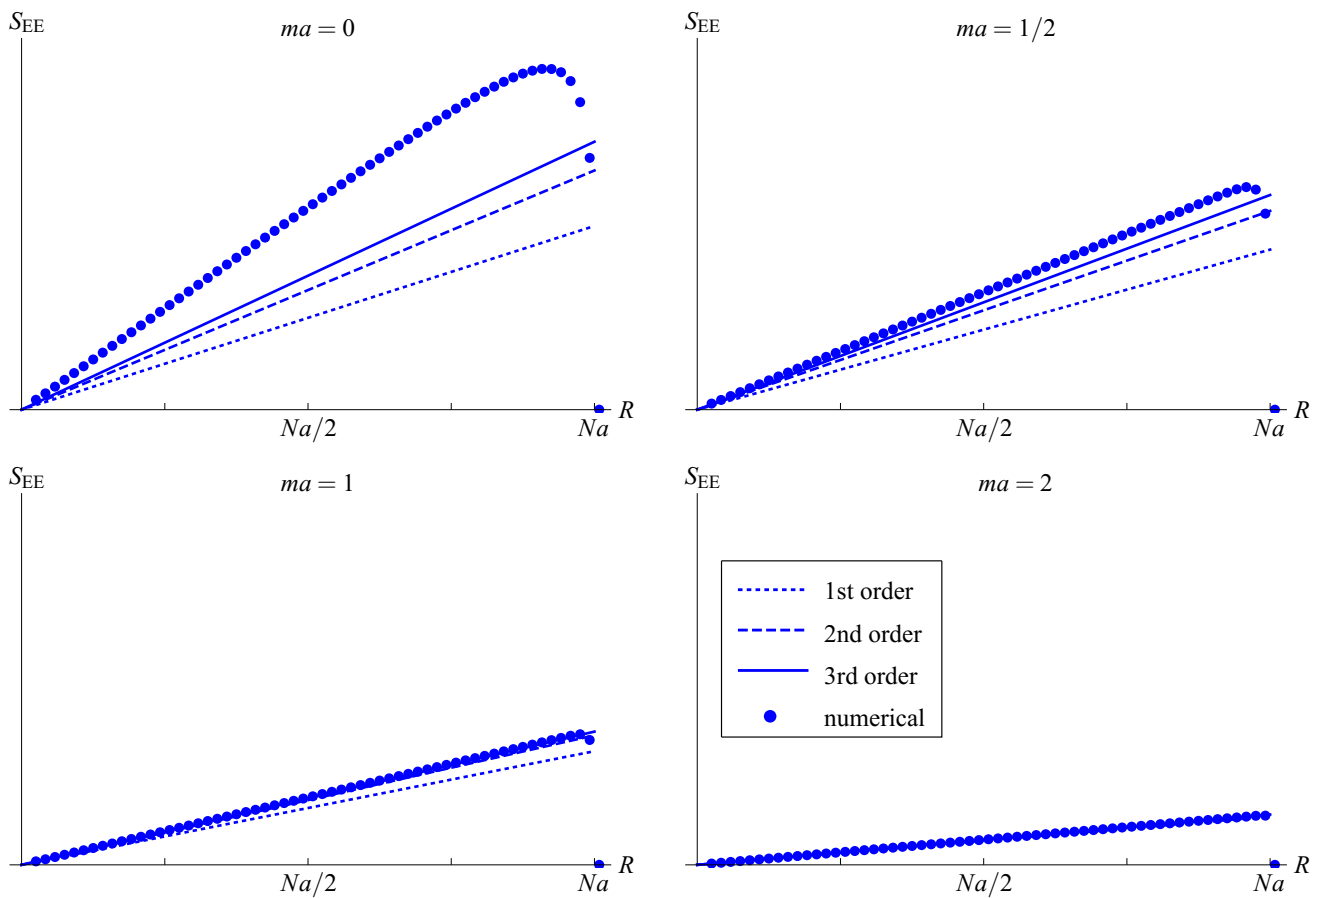 S_EE
ma = 0
Na/2
Na
R
S_EE
ma = 1/2
Na/2
Na
R
S_EE
ma = 1
Na/2
Na
R
S_EE
ma = 2
1st order
2nd order
3rd order
numerical
Na/2
Na
R